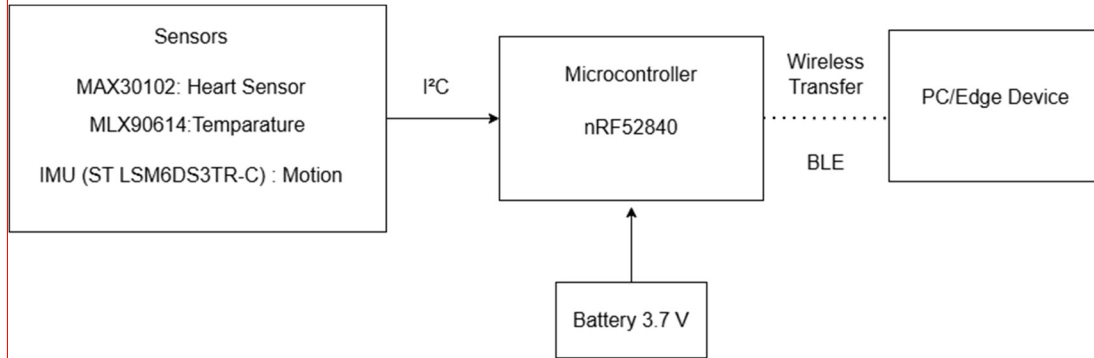 Sensors
MAX30102: Heart Sensor
MLX90614:Temparature
IMU (ST LSM6DS3TR-C) : Motion
I²C
Microcontroller
nRF52840
Wireless
Transfer
BLE
PC/Edge Device
Battery 3.7 V